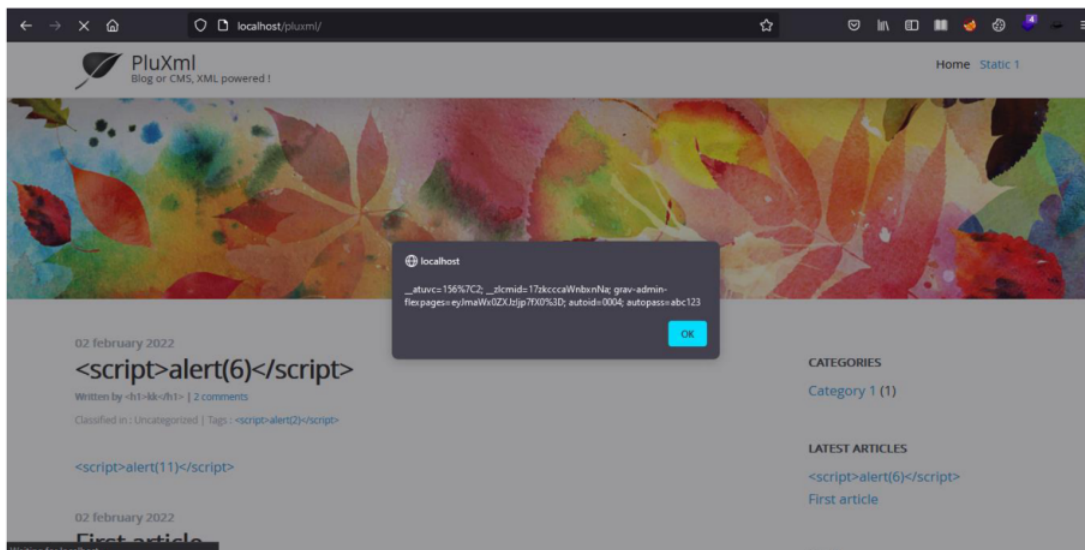 localhost/pluxml/
4
PluXml
Blog or CMS, XML powered !
Home Static 1
localhost
__atuvc=156%7C2; __zlcmid=17zkcccaWnbxnNa; grav-admin-
flexpages=eyJmaWx0ZXJzIjp7fX0%3D; autoid=0004; autopass=abc123
OK
02 february 2022
<script>alert(6)</script>
Written by <h1>kk</h1> | 2 comments
Classified in : Uncategorized | Tags : <script>alert(2)</script>
<script>alert(11)</script>
02 february 2022
First article
CATEGORIES
Category 1 (1)
LATEST ARTICLES
<script>alert(6)</script>
First article